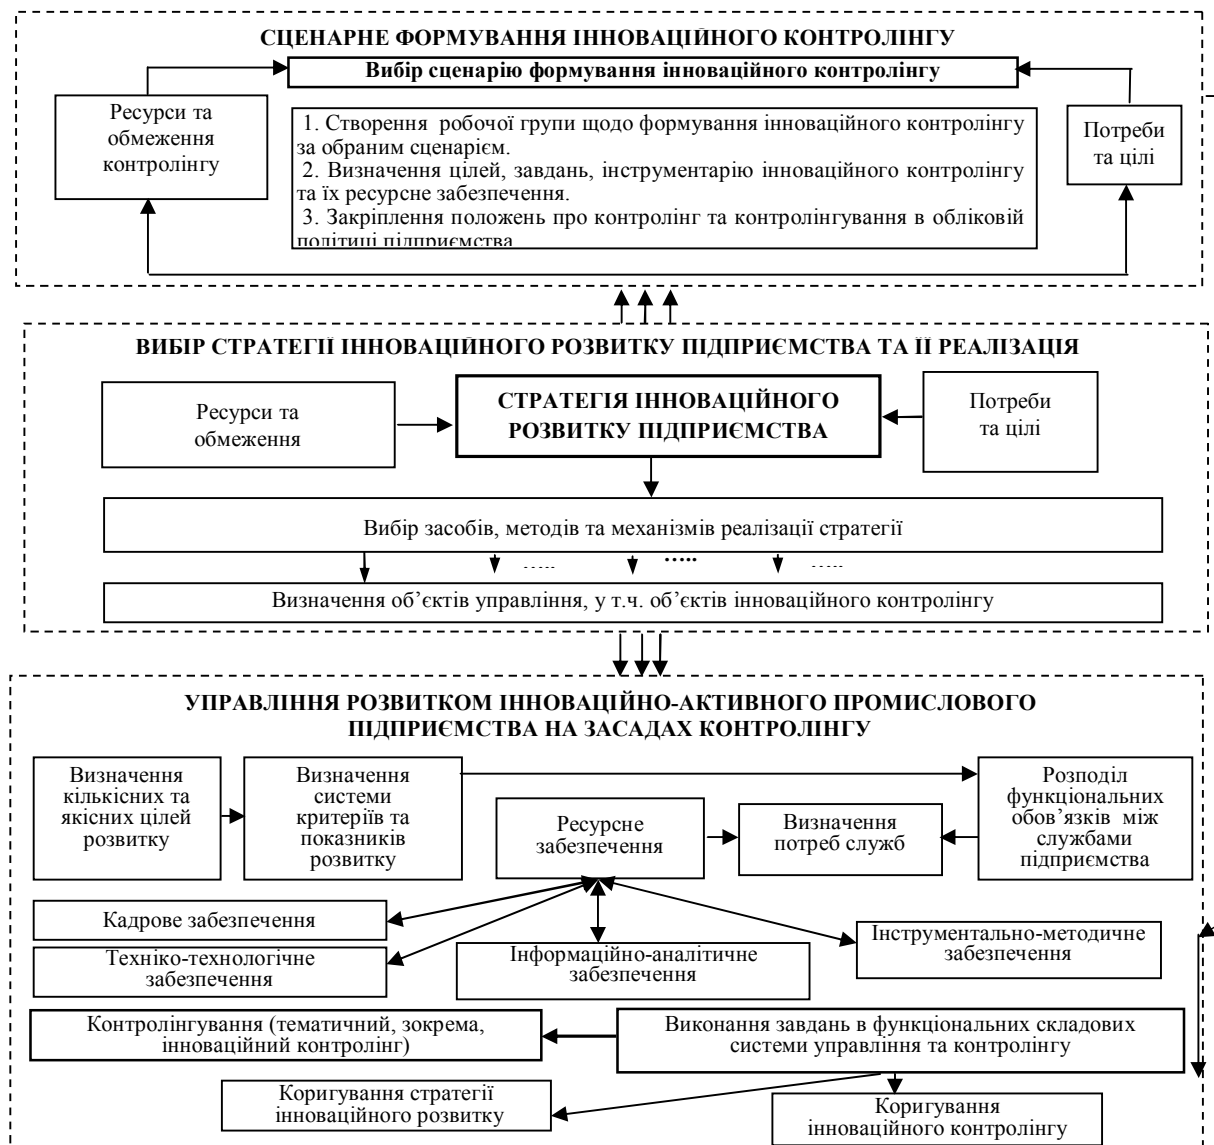 СЦЕНАРНЕ ФОРМУВАННЯ ІННОВАЦІЙНОГО КОНТРОЛІНГУ
Вибір сценарію формування інноваційного контролінгу
Ресурси та
обмеження
контролінгу
1. Створення робочої групи щодо формування інноваційного контролінгу
за обраним сценарієм.
2. Визначення цілей, завдань, інструментарію інноваційного контролінгу
та їх ресурсне забезпечення.
3. Закріплення положень про контролінг та контролінгування в обліковій
політиці підприємства
Потреби
та цілі
ВИБІР СТРАТЕГІЇ ІННОВАЦІЙНОГО РОЗВИТКУ ПІДПРИЄМСТВА ТА ЇЇ РЕАЛІЗАЦІЯ
Ресурси та
обмеження
СТРАТЕГІЯ ІННОВАЦІЙНОГО
РОЗВИТКУ ПІДПРИЄМСТВА
Потреби
та цілі
Вибір засобів, методів та механізмів реалізації стратегії
….. ….. …..
Визначення об’єктів управління, у т.ч. об’єктів інноваційного контролінгу
УПРАВЛІННЯ РОЗВИТКОМ ІННОВАЦІЙНО-АКТИВНОГО ПРОМИСЛОВОГО
ПІДПРИЄМСТВА НА ЗАСАДАХ КОНТРОЛІНГУ
Визначення
кількісних та
якісних цілей
розвитку
Визначення
системи
критеріїв та
показників
розвитку
Ресурсне
забезпечення
Визначення
потреб служб
Розподіл
функціональних
обов’язків між
службами
підприємства
Кадрове забезпечення
Техніко-технологічне
забезпечення
Інформаційно-аналітичне
забезпечення
Інструментально-методичне
забезпечення
Контролінгування (тематичний, зокрема,
інноваційний контролінг)
Виконання завдань в функціональних складових
системи управління та контролінгу
Коригування стратегії
інноваційного розвитку
Коригування
інноваційного контролінгу